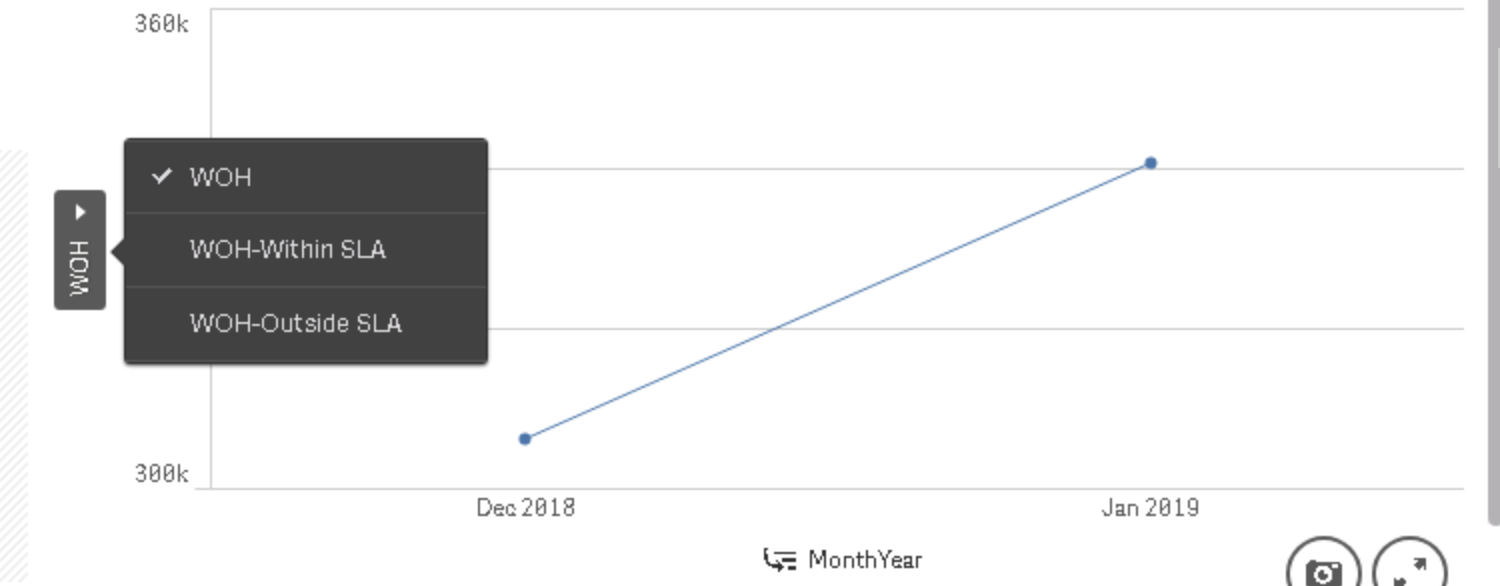 360k
WOH
WOH
WOH-Within SLA
WOH-Outside SLA
300k
Dec 2018
Jan 2019
MonthYear